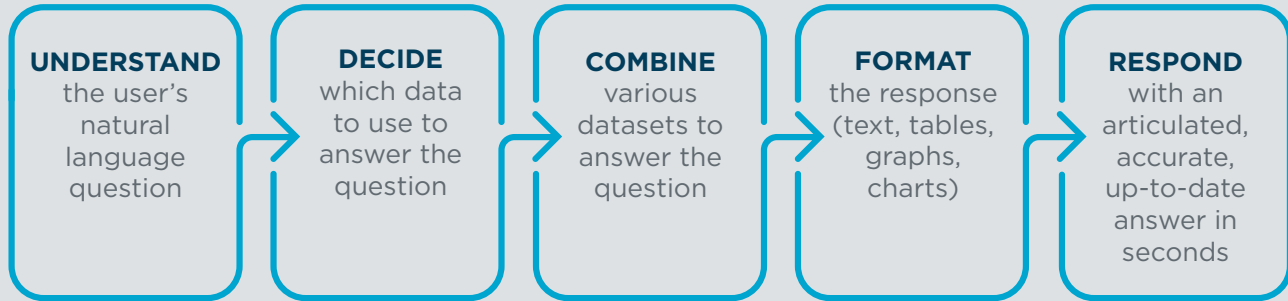 UNDERSTAND
the user’s
natural
language
question
DECIDE
which data
to use to
answer the
question
COMBINE
various
datasets to
answer the
question
FORMAT
the response
(text, tables,
graphs,
charts)
RESPOND
with an
articulated,
accurate,
up-to-date
answer in
seconds